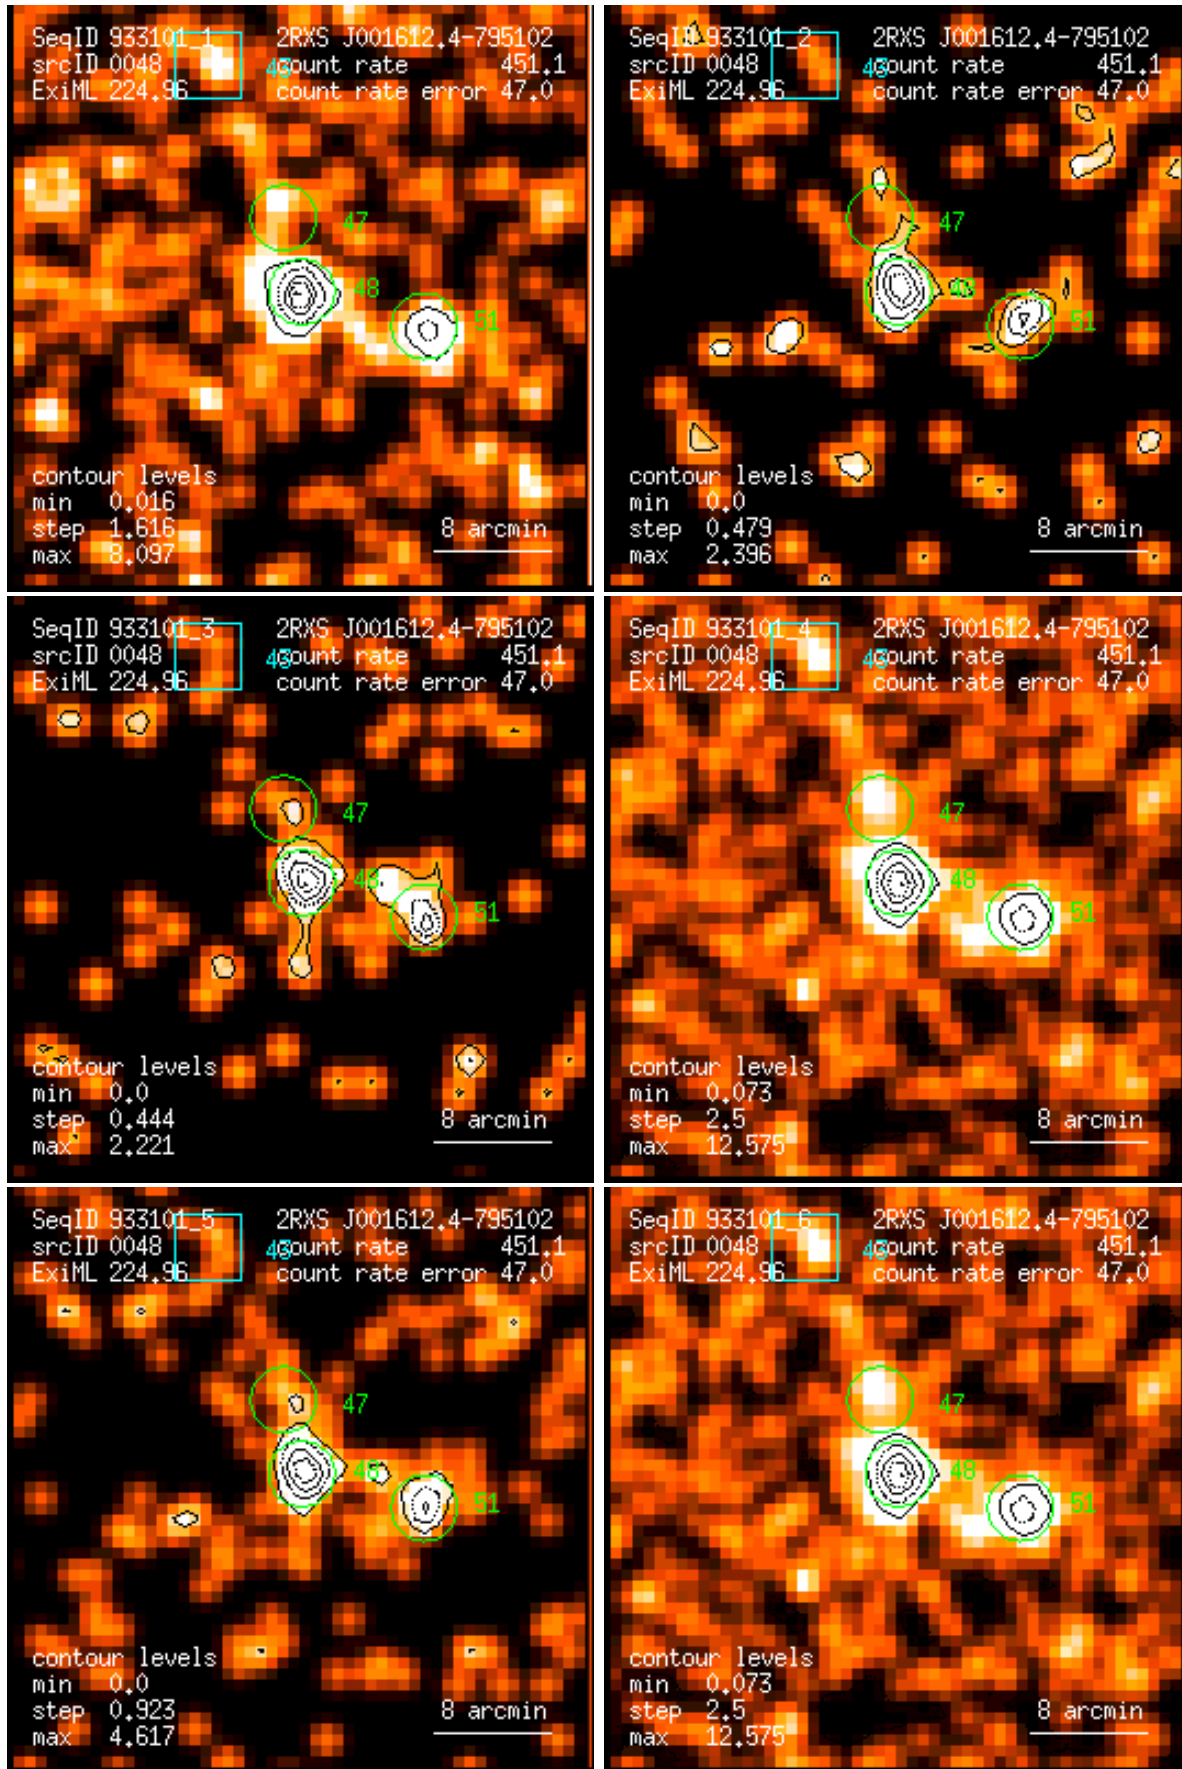 SeqID 933101_1 2RXS J001612.4-795102
srcID 0048 count rate 451.1
ExiML 224.96 count rate error 47.0
47
48
51
contour levels
min 0.016
step 1.616 8 arcmin
max 8.097
SeqID 933101_2 2RXS J001612.4-795102
srcID 0048 count rate 451.1
ExiML 224.96 count rate error 47.0
47
48
51
contour levels
min 0.0
step 0.479 8 arcmin
max 2.396
SeqID 933101_3 2RXS J001612.4-795102
srcID 0048 count rate 451.1
ExiML 224.96 count rate error 47.0
47
48
51
contour levels
min 0.0
step 0.444 8 arcmin
max 2.221
SeqID 933101_4 2RXS J001612.4-795102
srcID 0048 count rate 451.1
ExiML 224.96 count rate error 47.0
47
48
51
contour levels
min 0.073
step 2.5 8 arcmin
max 12.575
SeqID 933101_5 2RXS J001612.4-795102
srcID 0048 count rate 451.1
ExiML 224.96 count rate error 47.0
47
48
51
contour levels
min 0.0
step 0.923 8 arcmin
max 4.617
SeqID 933101_6 2RXS J001612.4-795102
srcID 0048 count rate 451.1
ExiML 224.96 count rate error 47.0
47
48
51
contour levels
min 0.073
step 2.5 8 arcmin
max 12.575